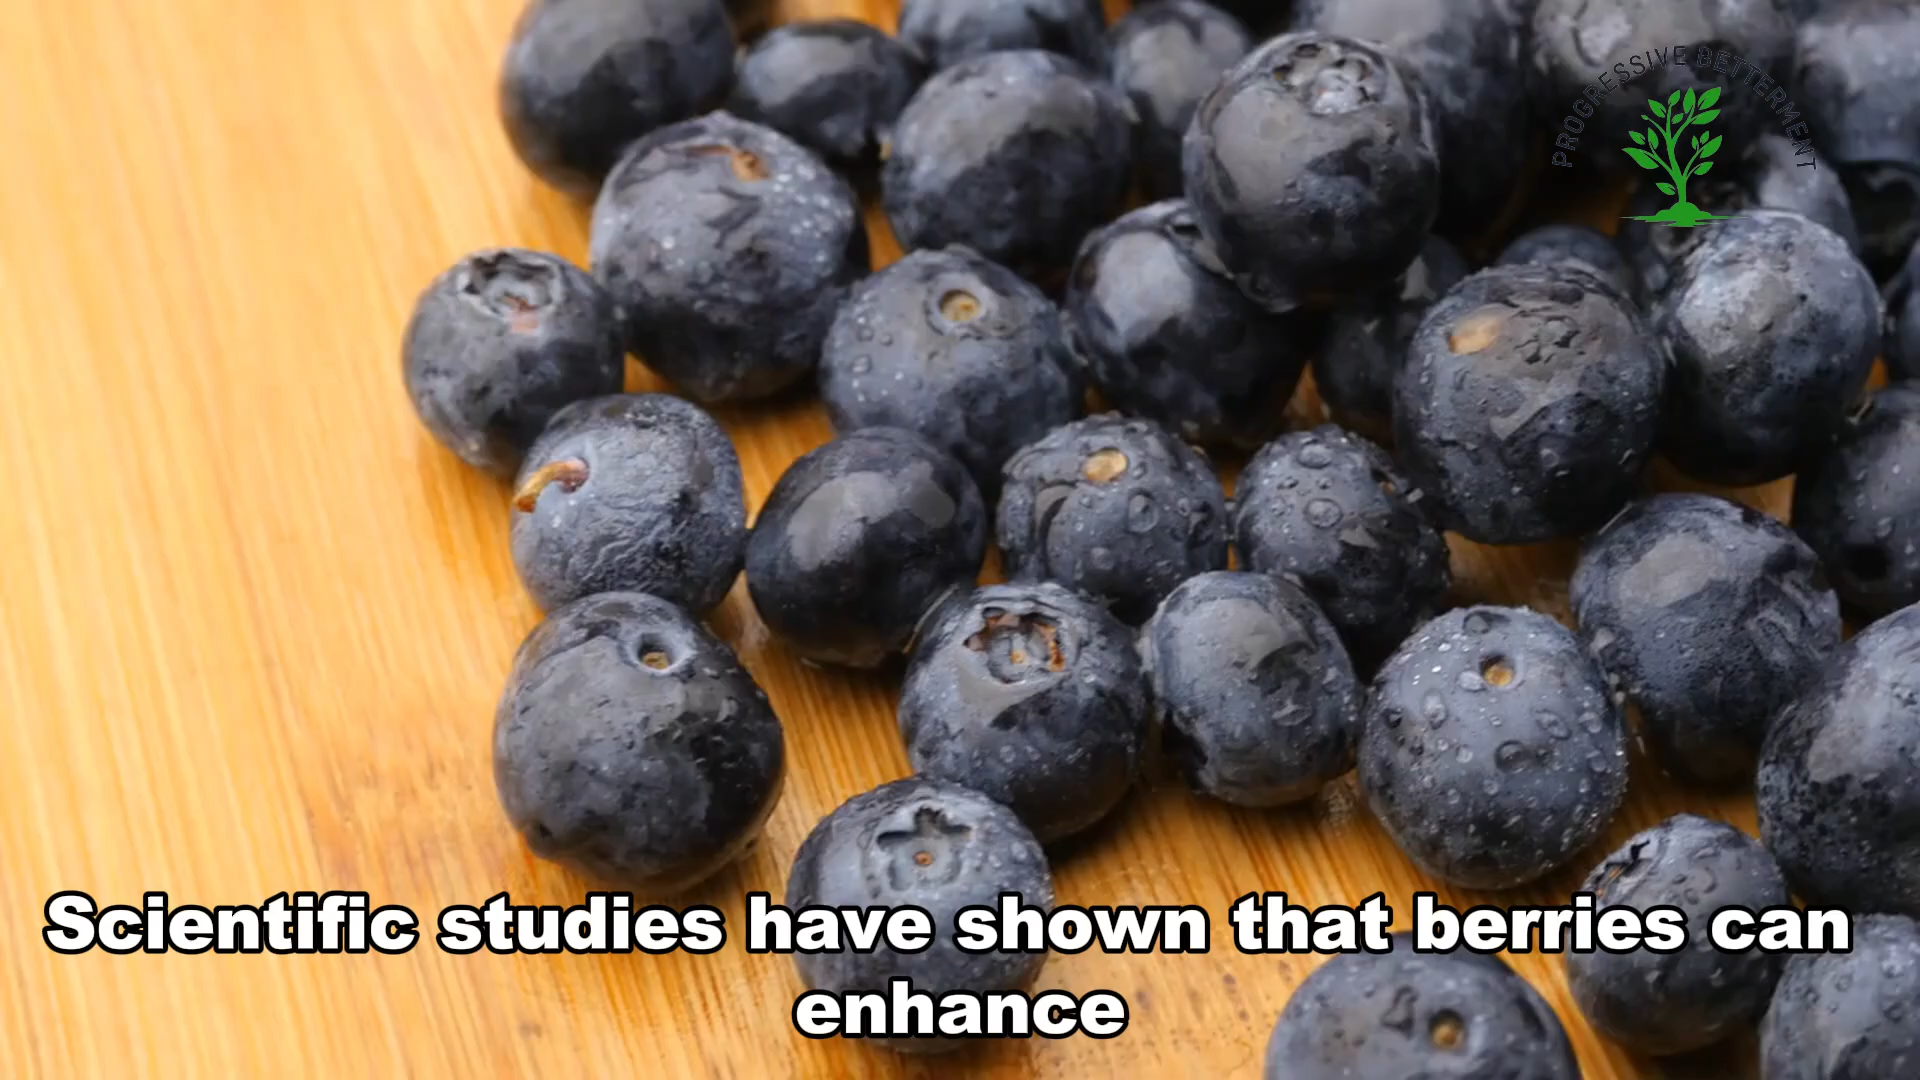 PROGRESSIVE BETTERMENT
Scientific studies have shown that berries can
enhance